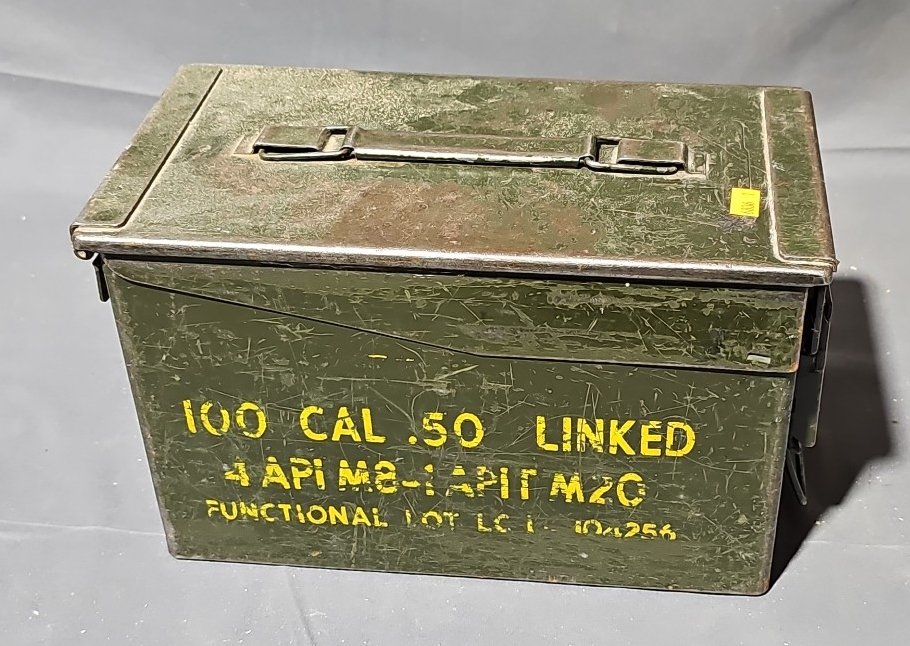 100 CAL .50 LINKED
4 API M8-1 APIT M20
FUNCTIONAL LOT LC L- 104256